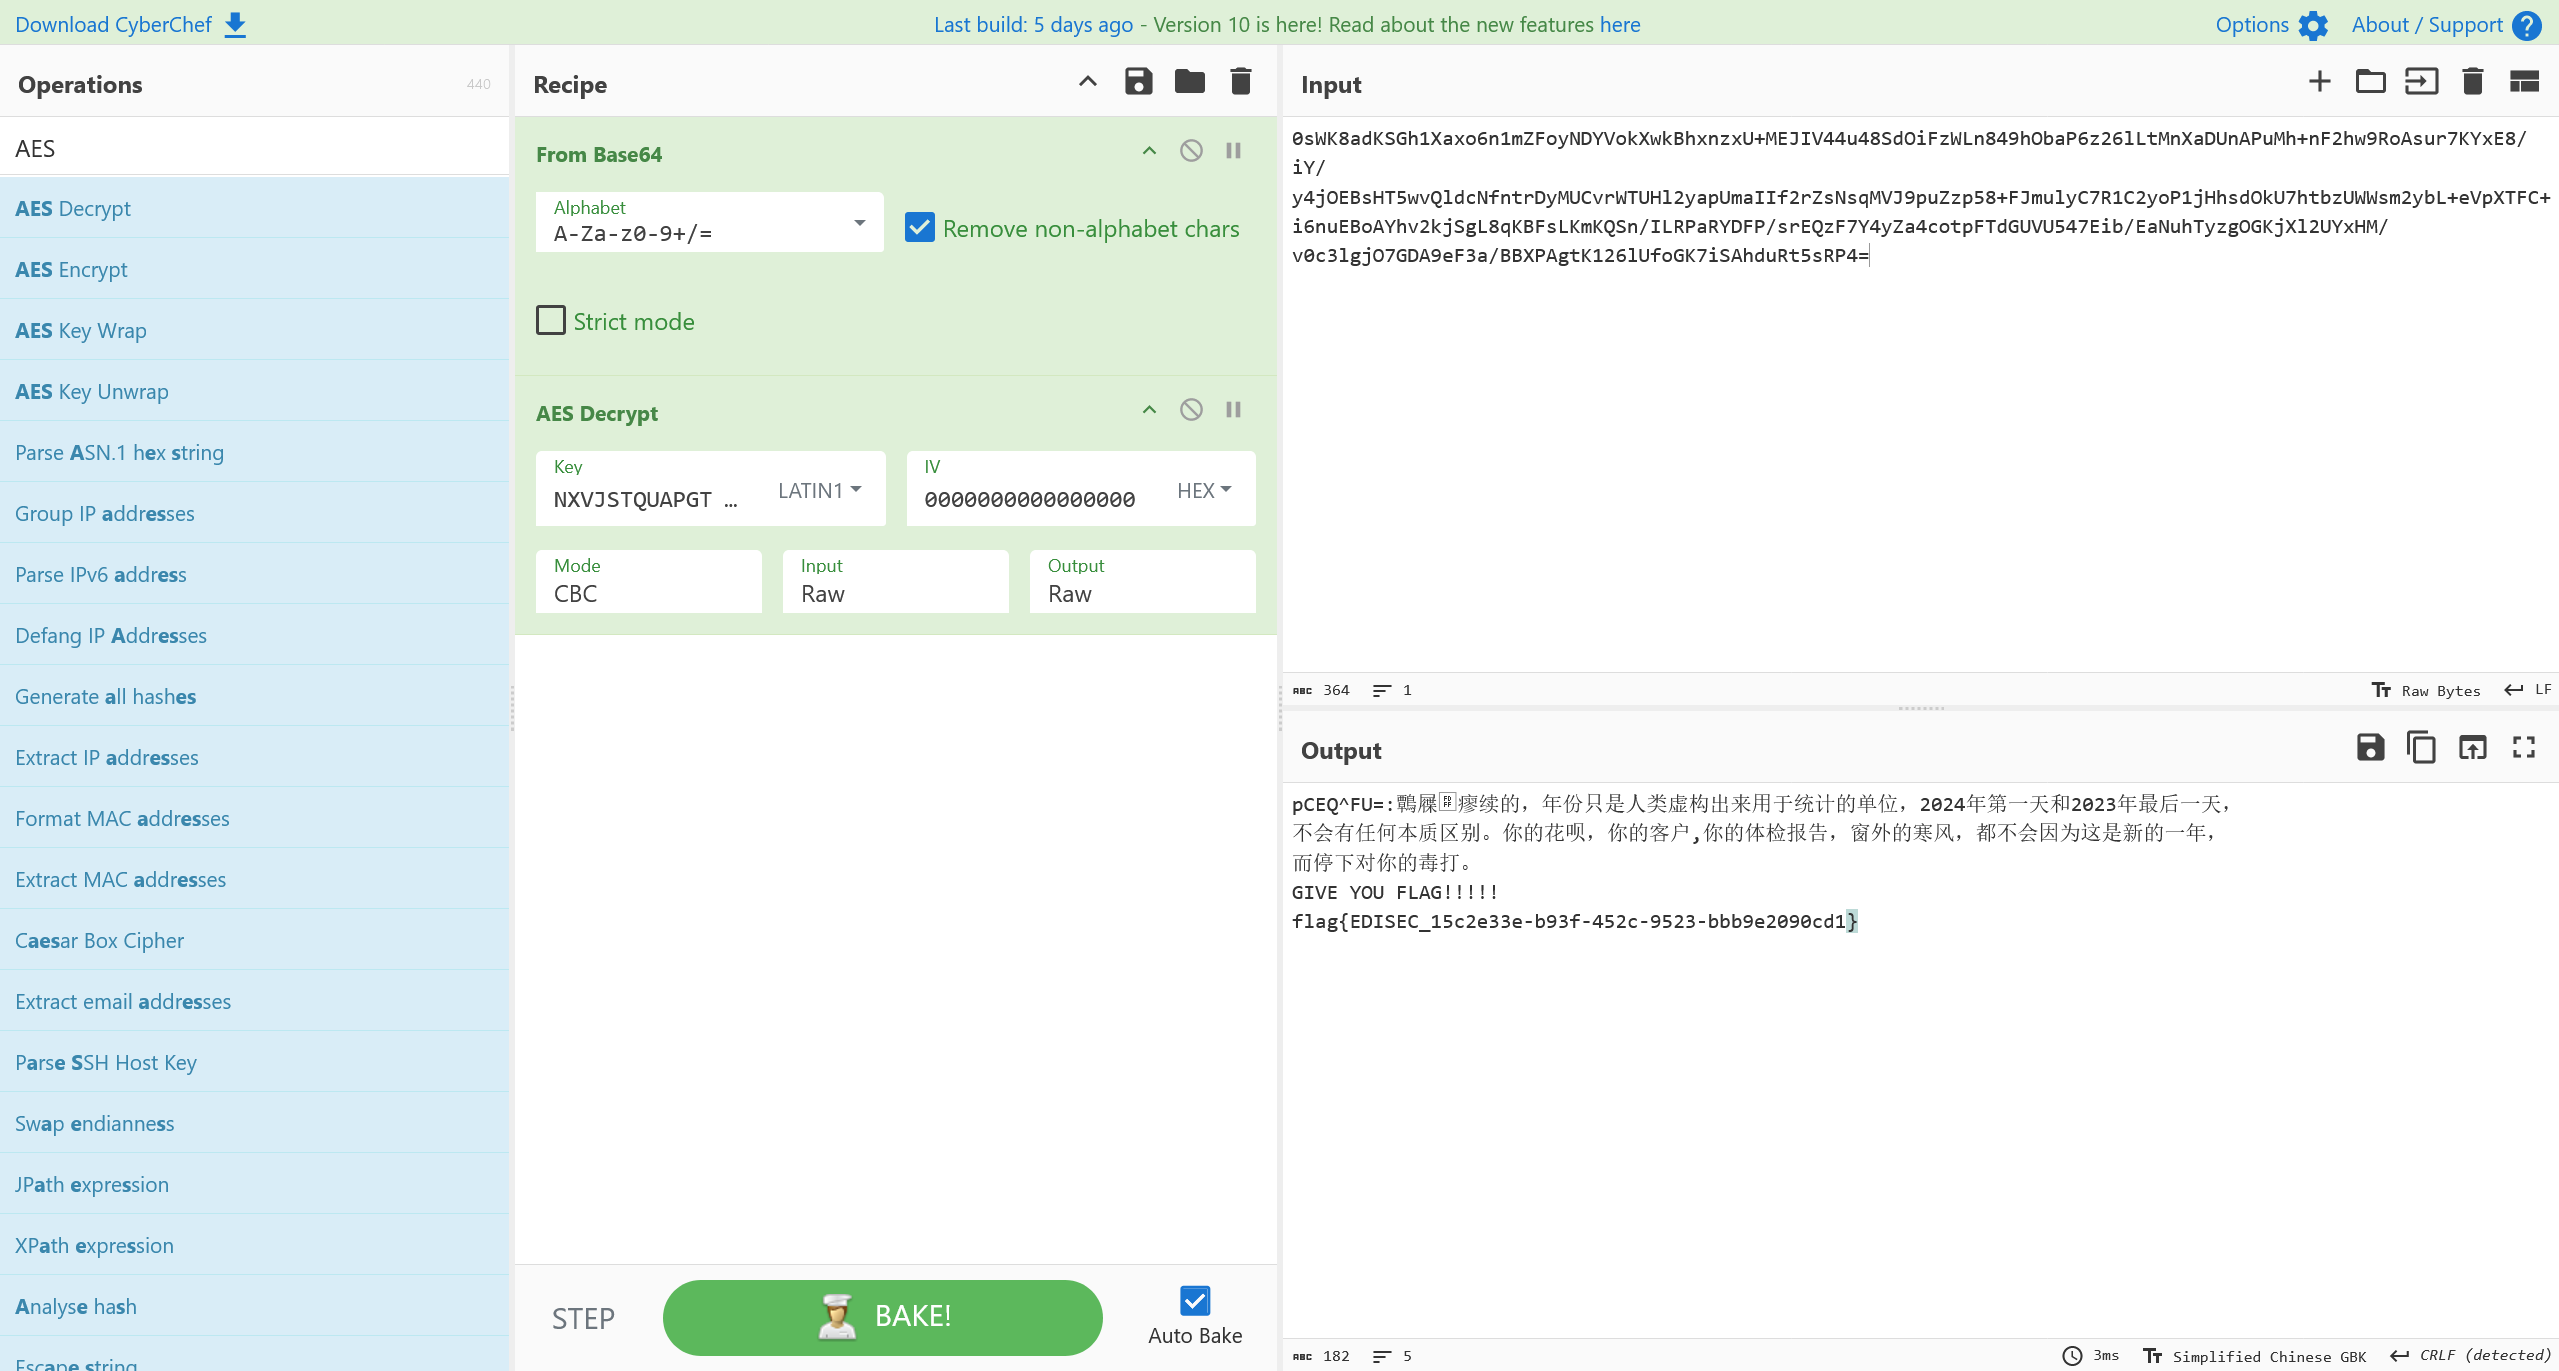 Download CyberChef
Last build: 5 days ago - Version 10 is here! Read about the new features here
Options
About / Support
Operations
440
AES
AES Decrypt
AES Encrypt
AES Key Wrap
AES Key Unwrap
Parse ASN.1 hex string
Group IP addresses
Parse IPv6 address
Defang IP Addresses
Generate all hashes
Extract IP addresses
Format MAC addresses
Extract MAC addresses
Caesar Box Cipher
Extract email addresses
Parse SSH Host Key
Swap endianness
JPath expression
XPath expression
Analyse hash
Escape string
Recipe
From Base64
Alphabet
A-Za-z0-9+/=
Remove non-alphabet chars
Strict mode
AES Decrypt
Key
NXVJSTQUAPGT …
LATIN1
IV
0000000000000000
HEX
Mode
CBC
Input
Raw
Output
Raw
STEP
BAKE!
Auto Bake
Input
0sWK8adKSGh1Xaxo6n1mZFoyNDYVokXwkBhxnzxU+MEJIV44u48SdOiFzWLn849hObaP6z26lLtMnXaDUnAPuMh+nF2hw9RoAsur7KYxE8/
iY/
y4jOEBsHT5wvQldcNfntrDyMUCvrWTUHl2yapUmaIIf2rZsNsqMVJ9puZzp58+FJmulyC7R1C2yoP1jHhsdOkU7htbzUWWsm2ybL+eVpXTFC+
i6nuEBoAYhv2kjSgL8qKBFsLKmKQSn/ILRPaRYDFP/srEQzF7Y4yZa4cotpFTdGUVU547Eib/EaNuhTyzgOGKjXl2UYxHM/
v0c3lgjO7GDA9eF3a/BBXPAgtK126lUfoGK7iSAhduRt5sRP4=
ABC 364
1
Raw Bytes
LF
Output
pCEQ^FU=:鷅屧瘳续的，年份只是人类虚构出来用于统计的单位，2024年第一天和2023年最后一天，
不会有任何本质区别。你的花呗，你的客户,你的体检报告，窗外的寒风，都不会因为这是新的一年，
而停下对你的毒打。
GIVE YOU FLAG!!!!!
flag{EDISEC_15c2e33e-b93f-452c-9523-bbb9e2090cd1}
ABC 182
5
3ms
Simplified Chinese GBK
CRLF (detected)